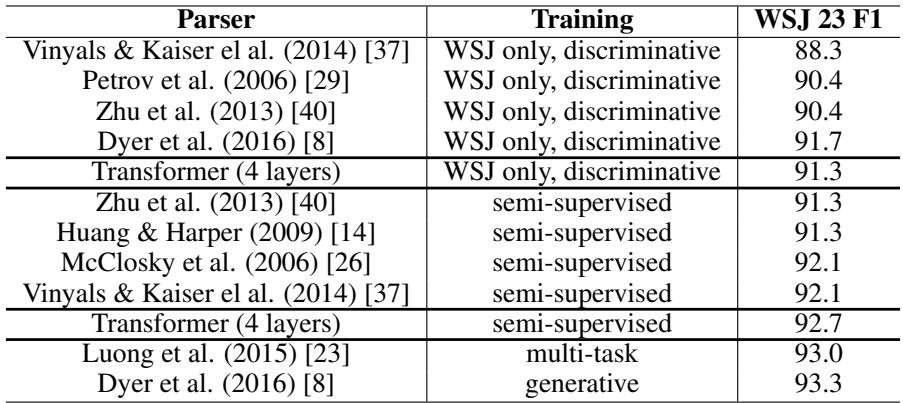 Parser Training WSJ 23 F1
Vinyals & Kaiser el al. (2014) [37] WSJ only, discriminative 88.3
Petrov et al. (2006) [29] WSJ only, discriminative 90.4
Zhu et al. (2013) [40] WSJ only, discriminative 90.4
Dyer et al. (2016) [8] WSJ only, discriminative 91.7
Transformer (4 layers) WSJ only, discriminative 91.3
Zhu et al. (2013) [40] semi-supervised 91.3
Huang & Harper (2009) [14] semi-supervised 91.3
McClosky et al. (2006) [26] semi-supervised 92.1
Vinyals & Kaiser el al. (2014) [37] semi-supervised 92.1
Transformer (4 layers) semi-supervised 92.7
Luong et al. (2015) [23] multi-task 93.0
Dyer et al. (2016) [8] generative 93.3